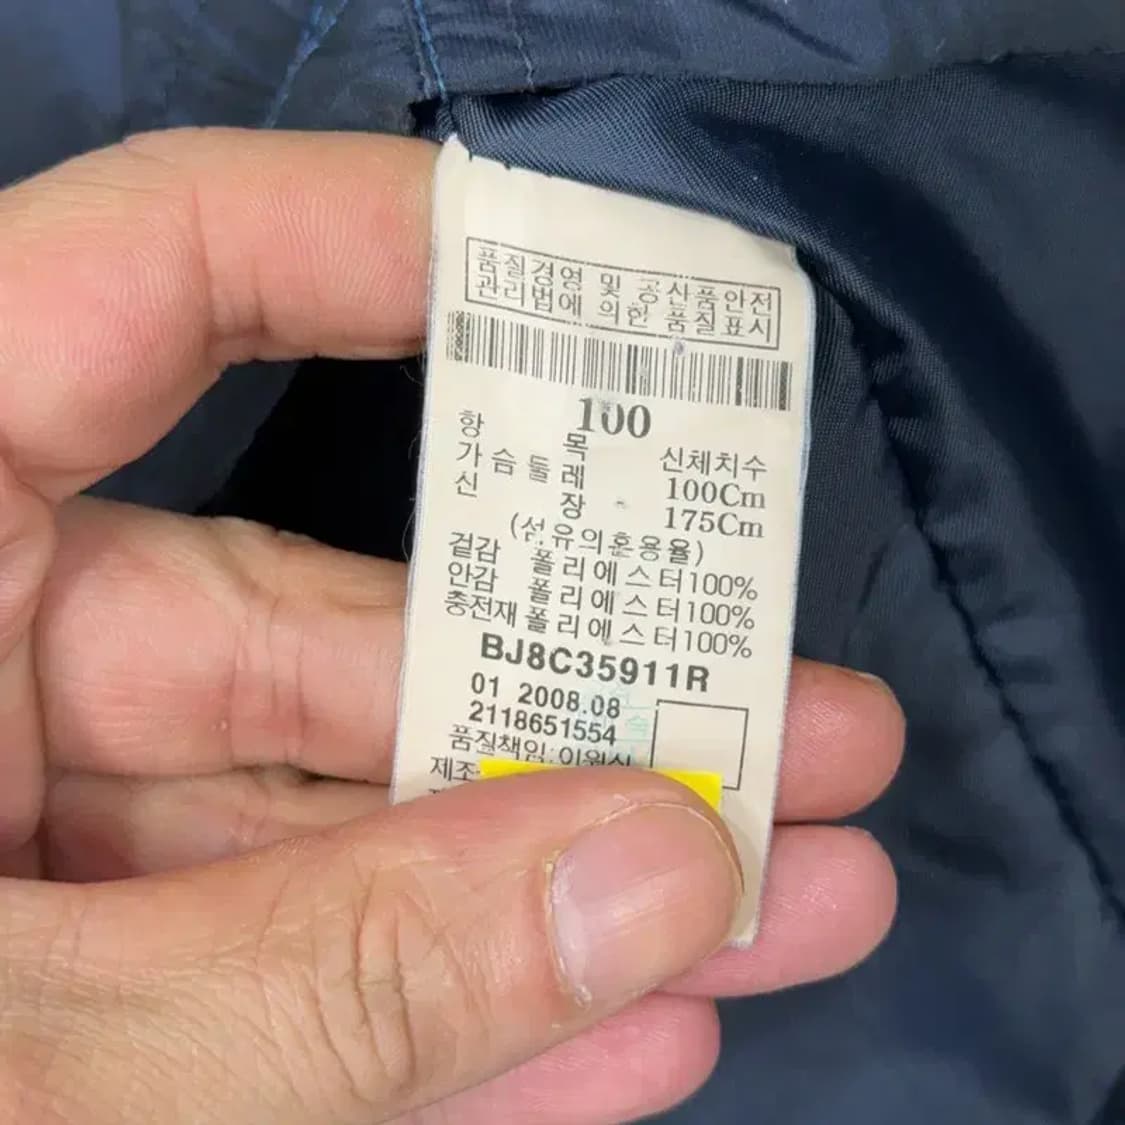 품질경영 및 공산품안전
관리법에 의한 품질표시
100
항 목 신체치수
가슴둘레 100Cm
신 장 175Cm
(섬유의혼용율)
겉감 폴리에스터100%
안감 폴리에스터100%
충전재 폴리에스터100%
BJ8C35911R
01 2008.08
2118651554
품질책임:
제조